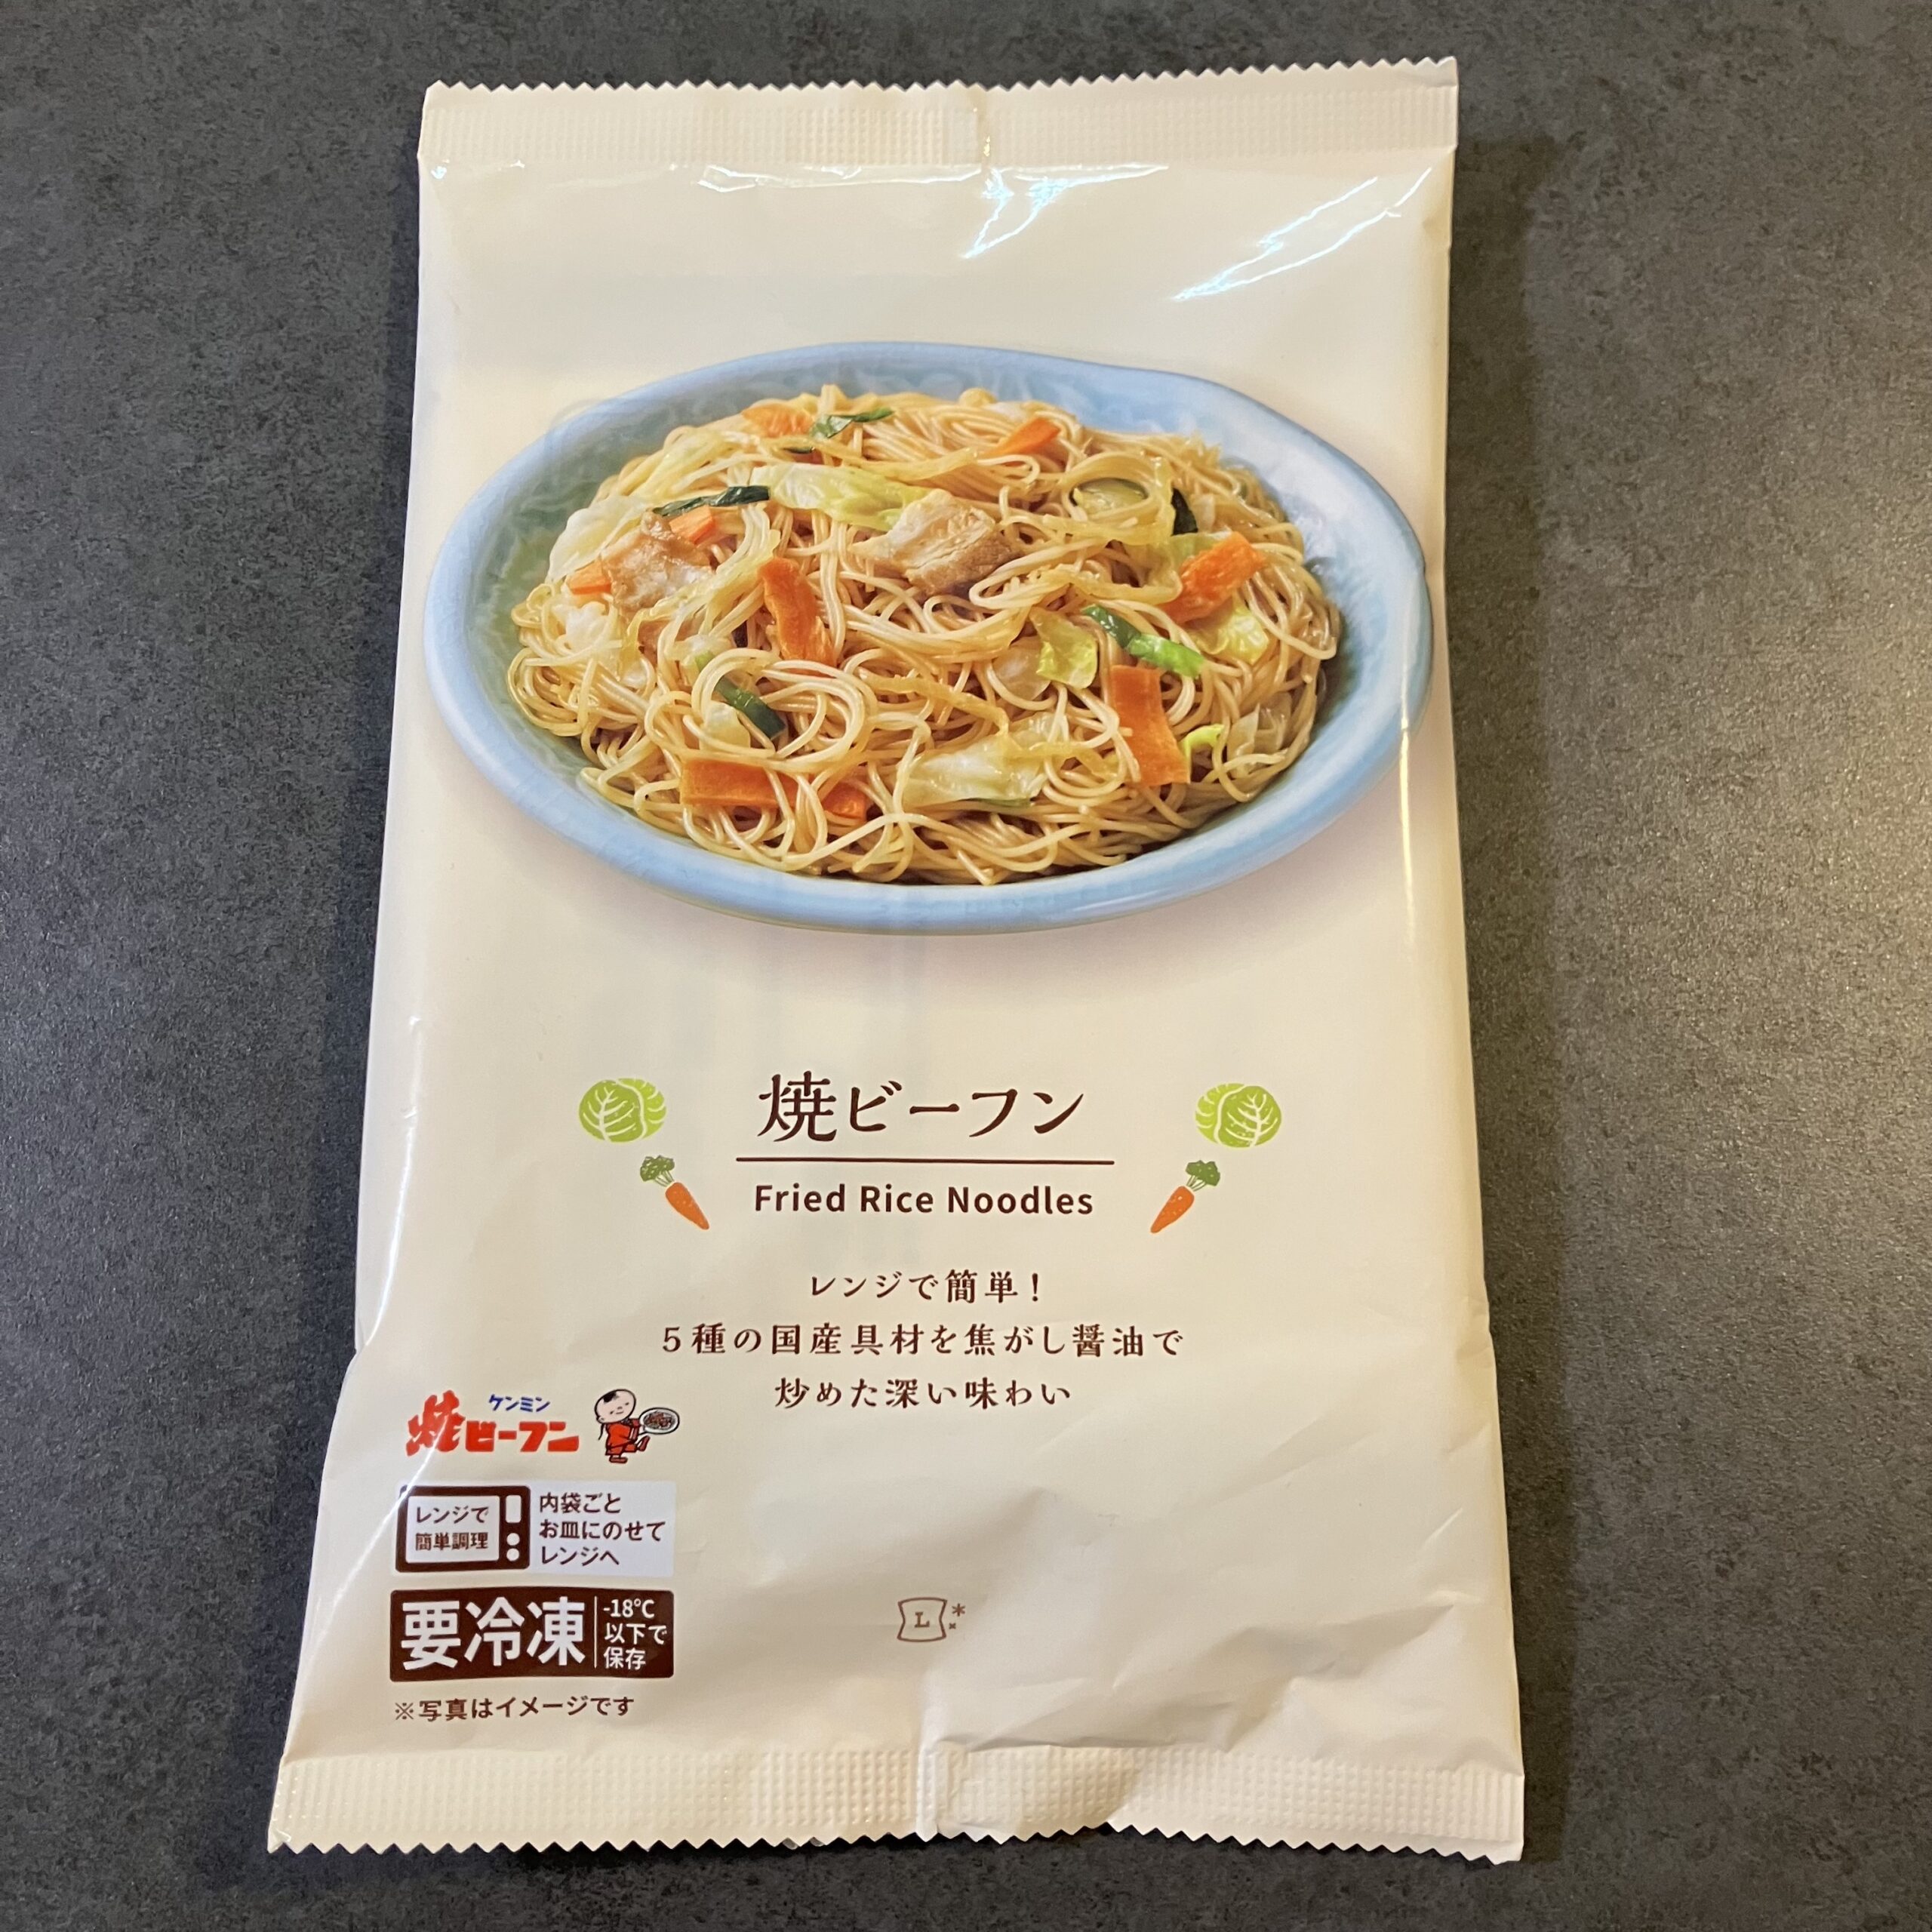 焼ビーフン
Fried Rice Noodles
レンジで簡単！
5種の国産具材を焦がし醤油で
炒めた深い味わい
ケンミン
焼ビーフン
レンジで
簡単調理
内袋ごと
お皿にのせて
レンジへ
要冷凍
-18℃
以下で
保存
※写真はイメージです
L